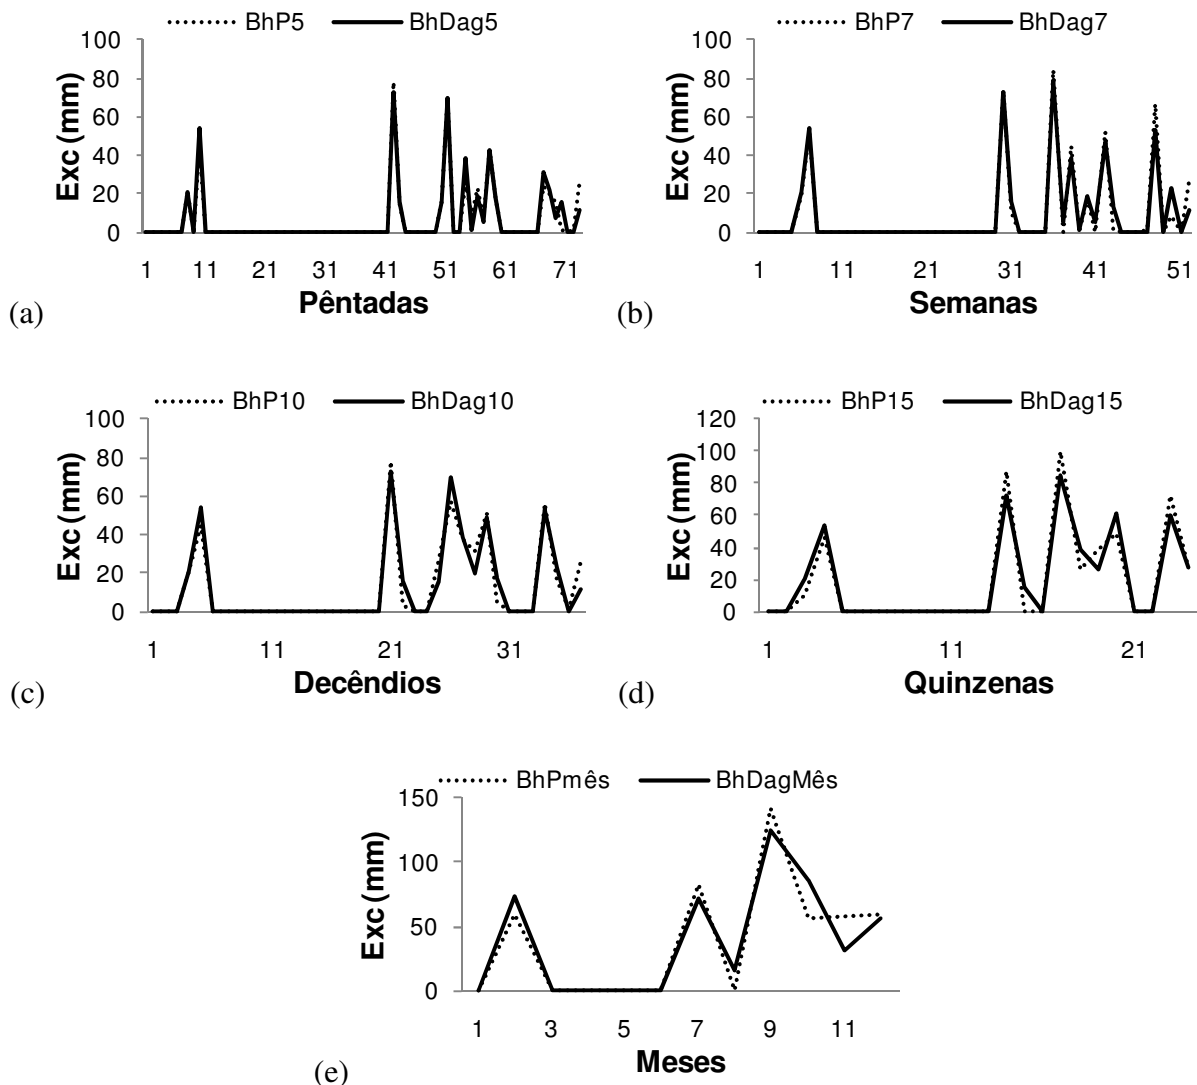 BhP5 BhDag5
100
80
60
40
20
0
Exc (mm)
1 11 21 31 41 51 61 71
Pêntadas
(a)
BhP7 BhDag7
100
80
60
40
20
0
Exc (mm)
1 11 21 31 41 51
Semanas
(b)
BhP10 BhDag10
100
80
60
40
20
0
Exc (mm)
1 11 21 31
Decêndios
(c)
BhP15 BhDag15
120
100
80
60
40
20
0
Exc (mm)
1 11 21
Quinzenas
(d)
BhPmês BhDagMês
150
100
50
0
Exc (mm)
1 3 5 7 9 11
Meses
(e)